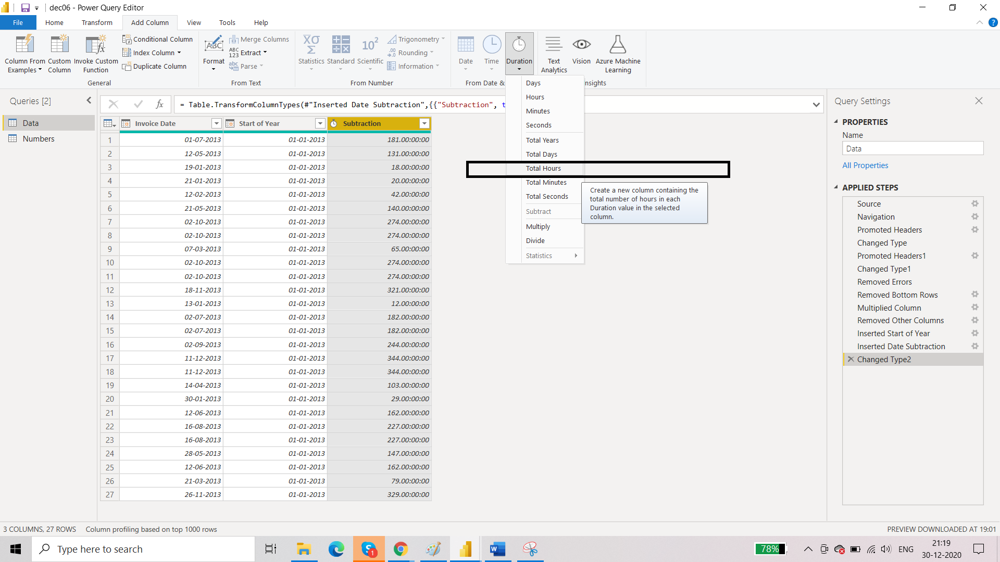 dec06 - Power Query Editor
File Home Transform Add Column View Tools Help
Column From Examples
Custom Column
Invoke Custom Function
Conditional Column
Index Column
Duplicate Column
General
Format
Merge Columns
Extract
Parse
From Text
Statistics
Standard
Scientific
Trigonometry
Rounding
Information
From Number
Date
Time
Duration
From Date &
Text Analytics
Vision
Azure Machine Learning
nsights
Days
Hours
Minutes
Seconds
Total Years
Total Days
Total Hours
Total Minutes
Total Seconds
Subtract
Multiply
Divide
Statistics
Create a new column containing the
total number of hours in each
Duration value in the selected
column.
Queries [2]
Data
Numbers
fx
= Table.TransformColumnTypes(#"Inserted Date Subtraction",{{"Subtraction", t
Invoice Date Start of Year Subtraction
1 01-07-2013 01-01-2013 181.00:00:00
2 12-05-2013 01-01-2013 131.00:00:00
3 19-01-2013 01-01-2013 18.00:00:00
4 21-01-2013 01-01-2013 20.00:00:00
5 12-02-2013 01-01-2013 42.00:00:00
6 21-05-2013 01-01-2013 140.00:00:00
7 02-10-2013 01-01-2013 274.00:00:00
8 02-10-2013 01-01-2013 274.00:00:00
9 07-03-2013 01-01-2013 65.00:00:00
10 02-10-2013 01-01-2013 274.00:00:00
11 02-10-2013 01-01-2013 274.00:00:00
12 18-11-2013 01-01-2013 321.00:00:00
13 13-01-2013 01-01-2013 12.00:00:00
14 02-07-2013 01-01-2013 182.00:00:00
15 02-07-2013 01-01-2013 182.00:00:00
16 02-09-2013 01-01-2013 244.00:00:00
17 11-12-2013 01-01-2013 344.00:00:00
18 11-12-2013 01-01-2013 344.00:00:00
19 14-04-2013 01-01-2013 103.00:00:00
20 30-01-2013 01-01-2013 29.00:00:00
21 12-06-2013 01-01-2013 162.00:00:00
22 16-08-2013 01-01-2013 227.00:00:00
23 16-08-2013 01-01-2013 227.00:00:00
24 28-05-2013 01-01-2013 147.00:00:00
25 12-06-2013 01-01-2013 162.00:00:00
26 21-03-2013 01-01-2013 79.00:00:00
27 26-11-2013 01-01-2013 329.00:00:00
Query Settings
PROPERTIES
Name
Data
All Properties
APPLIED STEPS
Source
Navigation
Promoted Headers
Changed Type
Promoted Headers1
Changed Type1
Removed Errors
Removed Bottom Rows
Multiplied Column
Removed Other Columns
Inserted Start of Year
Inserted Date Subtraction
Changed Type2
3 COLUMNS, 27 ROWS Column profiling based on top 1000 rows
PREVIEW DOWNLOADED AT 19:01
Type here to search
1
78%
ENG
21:19
30-12-2020